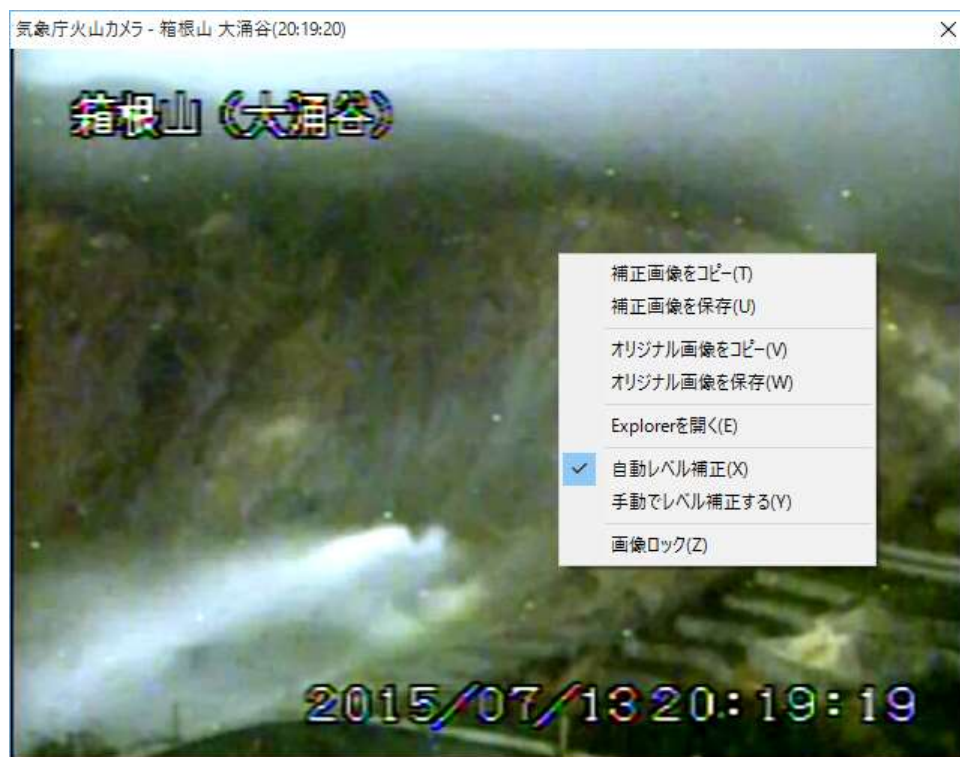 気象庁火山カメラ - 箱根山 大涌谷(20:19:20)
箱根山（大涌谷）
補正画像をコピー(T)
補正画像を保存(U)
オリジナル画像をコピー(V)
オリジナル画像を保存(W)
Explorerを開く(E)
自動レベル補正(X)
手動でレベル補正する(Y)
画像ロック(Z)
2015/07/13 20:19:19